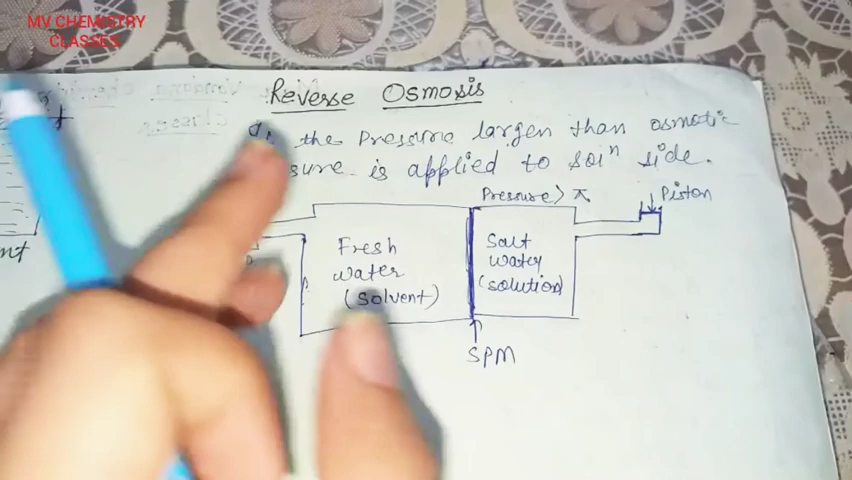 MV CHEMISTRY
CLASSES
Reverse Osmosis
the Pressure largen than osmotic
sure is applied to solⁿ side.
Pressure > π
Piston
Fresh
water
(solvent)
Salt
water
(solution)
SPM